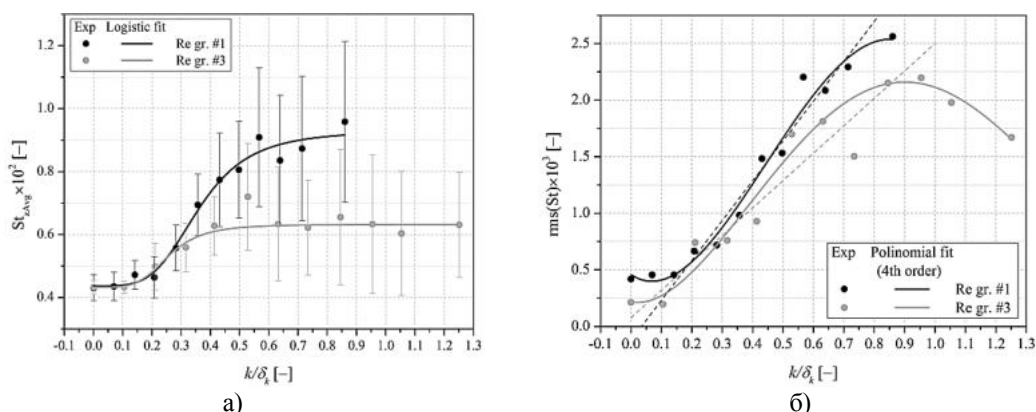 Exp Logistic fit
Re gr. #1
Re gr. #3
1.2
1.0
0.8
0.6
0.4
St_zAvg×10² [–]
-0.1 0.0 0.1 0.2 0.3 0.4 0.5 0.6 0.7 0.8 0.9 1.0 1.1 1.2 1.3
k/δ_k [–]
а)
2.5
2.0
1.5
1.0
0.5
0.0
rms(St)×10³ [–]
Exp Polinomial fit
(4th order)
Re gr. #1
Re gr. #3
-0.1 0.0 0.1 0.2 0.3 0.4 0.5 0.6 0.7 0.8 0.9 1.0 1.1 1.2 1.3
k/δ_k [–]
б)